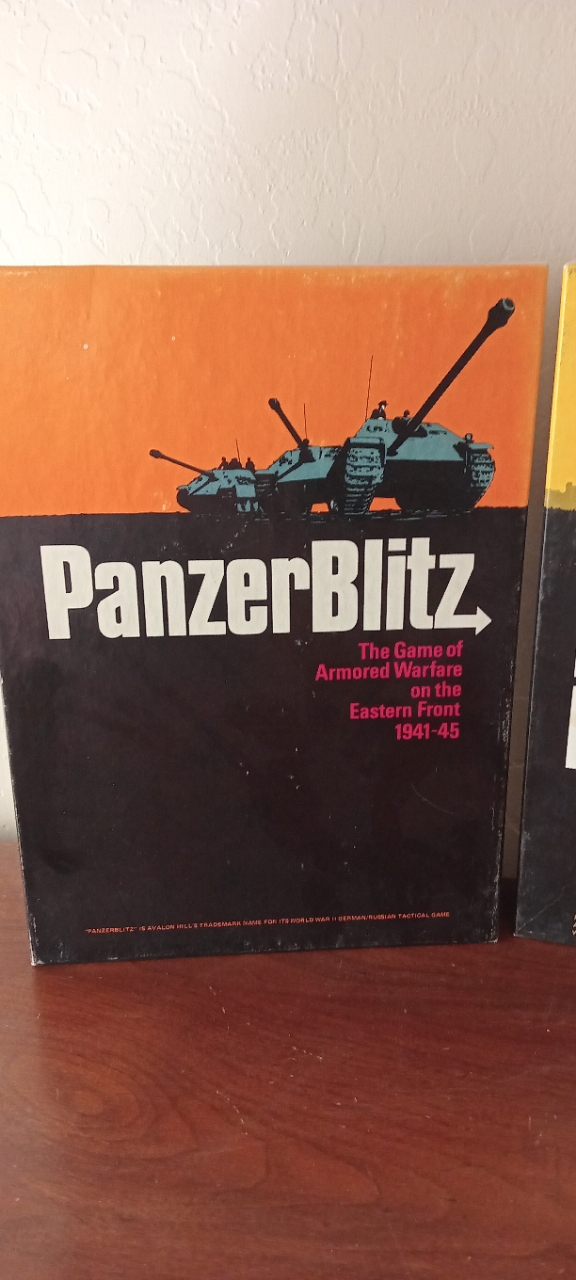 PanzerBlitz
The Game of
Armored Warfare
on the
Eastern Front
1941-45
"PANZERBLITZ" IS AVALON HILL'S TRADEMARK NAME FOR ITS WORLD WAR II GERMAN/RUSSIAN TACTICAL GAME